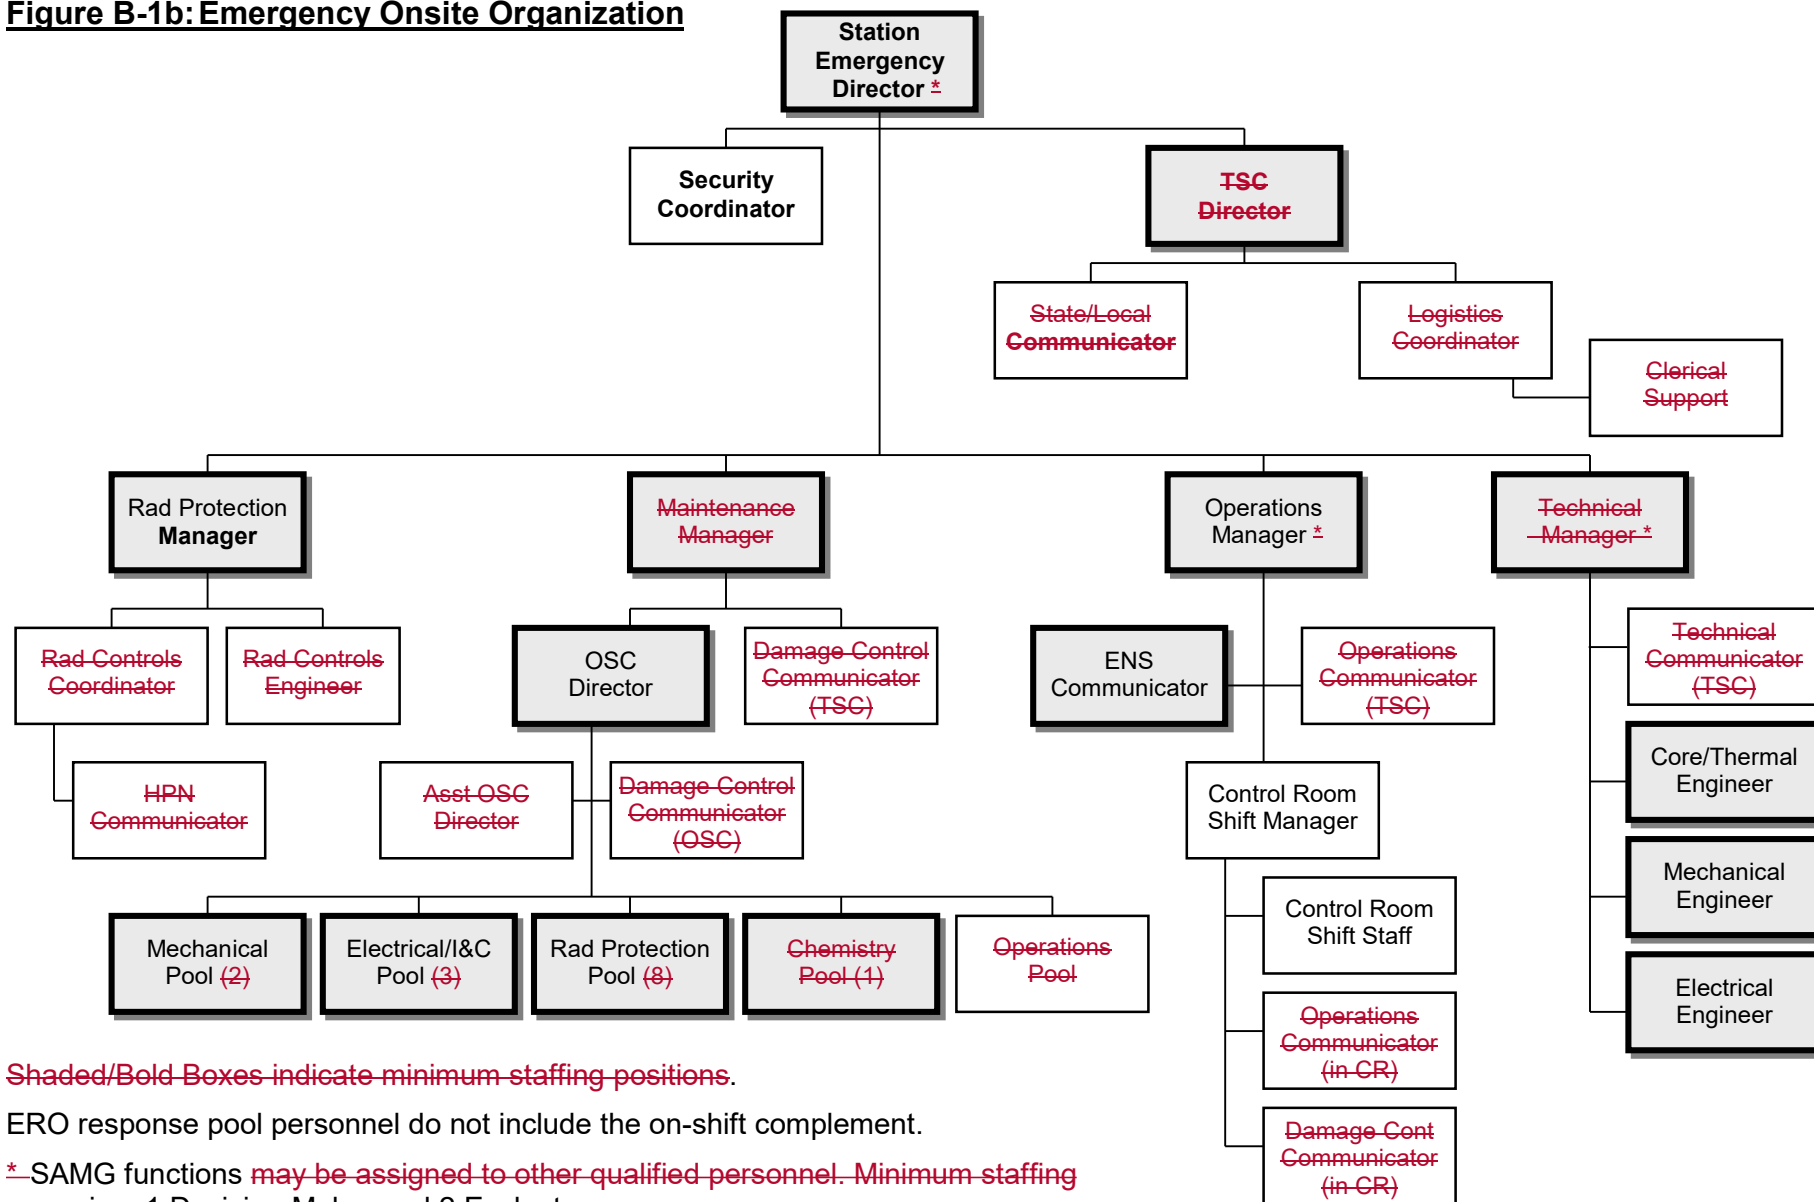 Figure B-1b: Emergency Onsite Organization
Station
Emergency
Director *
Security
Coordinator
TSC
Director
State/Local
Communicator
Logistics
Coordinator
Clerical
Support
Rad Protection
Manager
Maintenance
Manager
Operations
Manager *
Technical
Manager *
Rad Controls
Coordinator
Rad Controls
Engineer
OSC
Director
Damage Control
Communicator
(TSC)
ENS
Communicator
Operations
Communicator
(TSC)
Technical
Communicator
(TSC)
HPN
Communicator
Asst OSC
Director
Damage Control
Communicator
(OSC)
Control Room
Shift Manager
Core/Thermal
Engineer
Mechanical
Engineer
Electrical
Engineer
Mechanical
Pool (2)
Electrical/I&C
Pool (3)
Rad Protection
Pool (8)
Chemistry
Pool (1)
Operations
Pool
Control Room
Shift Staff
Operations
Communicator
(in CR)
Damage Cont
Communicator
(in CR)
Shaded/Bold Boxes indicate minimum staffing positions.
ERO response pool personnel do not include the on-shift complement.
* SAMG functions may be assigned to other qualified personnel. Minimum staffing